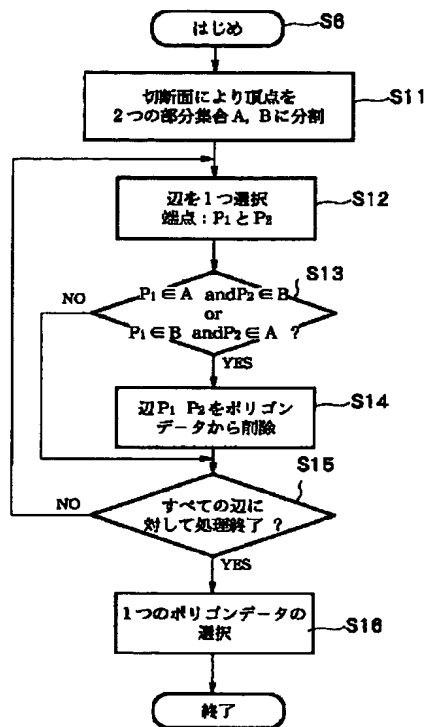 はじめ
S6
切断面により頂点を
2つの部分集合A, Bに分割
S11
辺を1つ選択
端点:P₁とP₂
S12
S13
P₁∈A andP₂∈B
or
P₁∈B andP₂∈A ?
NO
YES
辺P₁ P₂をポリゴン
データから削除
S14
S15
すべての辺に
対して処理終了 ?
NO
YES
1つのポリゴンデータの
選択
S16
終了